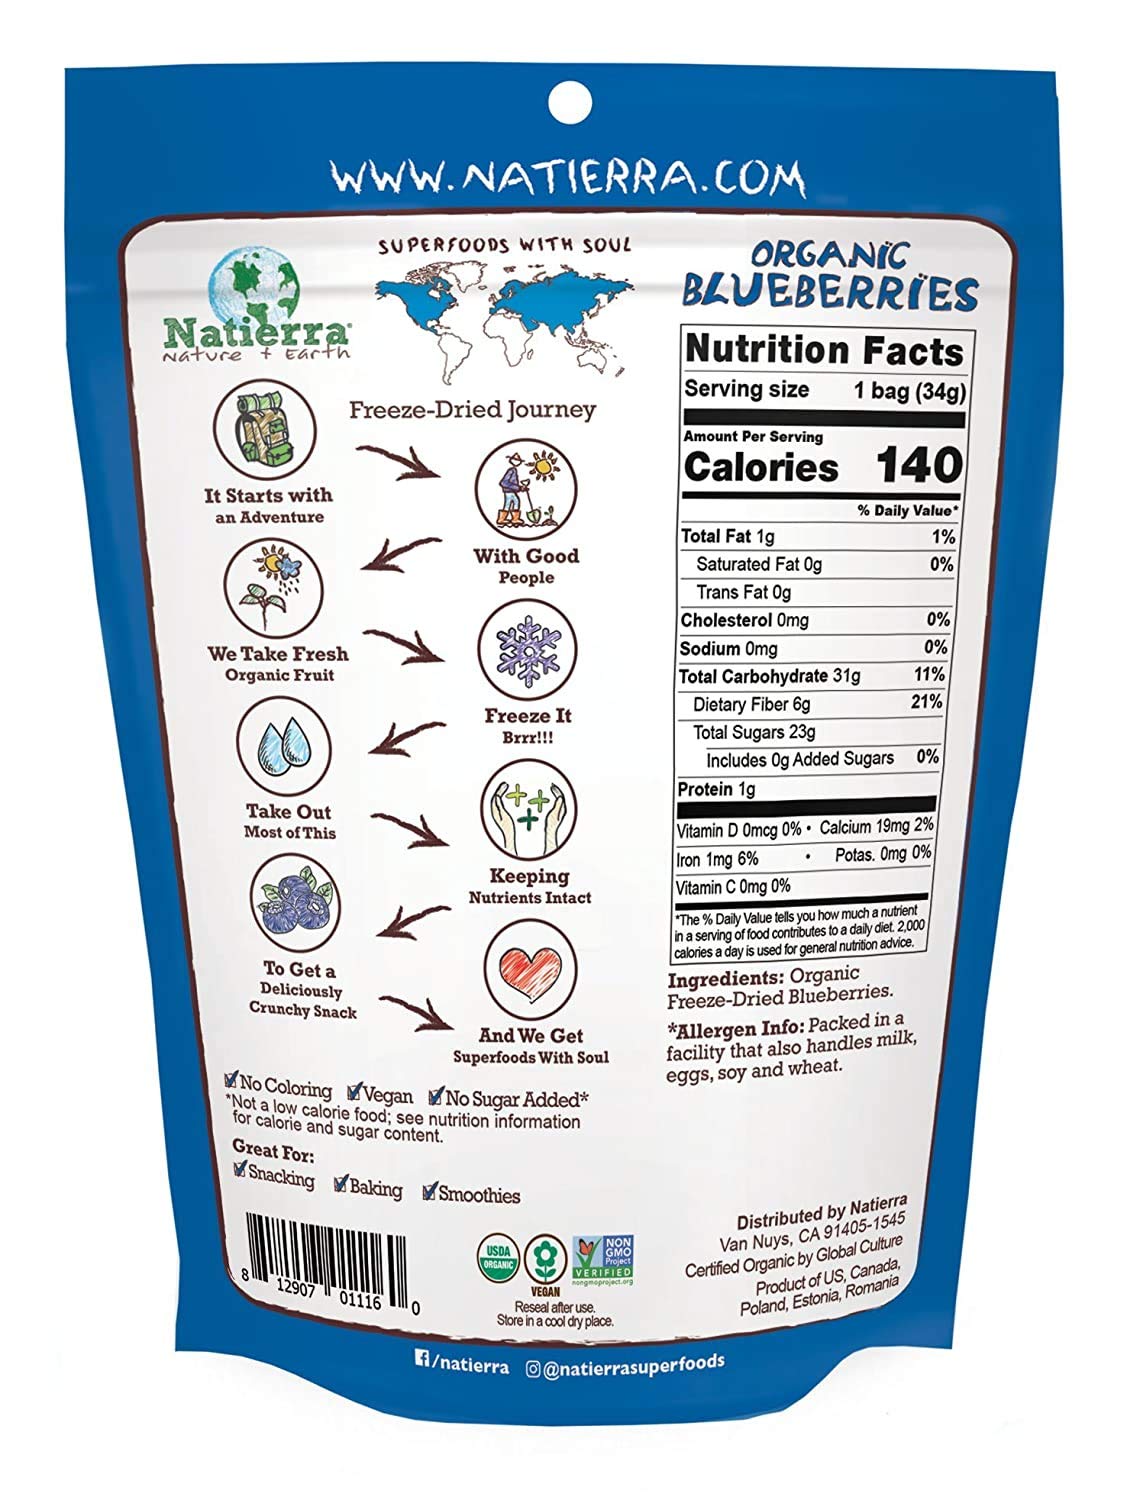 WWW.NATIERRA.COM
Natierra®
Nature + Earth
SUPERFOODS WITH SOUL
Freeze-Dried Journey
It Starts with
an Adventure
With Good
People
We Take Fresh
Organic Fruit
Freeze It
Brrr!!!
Take Out
Most of This
Keeping
Nutrients Intact
To Get a
Deliciously
Crunchy Snack
And We Get
Superfoods With Soul
No Coloring Vegan No Sugar Added*
*Not a low calorie food; see nutrition information
for calorie and sugar content.
Great For:
Snacking Baking Smoothies
8 12907 01116 0
USDA
ORGANIC
VEGAN
NON
GMO
Project
VERIFIED
nongmoproject.org
Reseal after use.
Store in a cool dry place.
ORGANIC
BLUEBERRIES
Nutrition Facts
Serving size 1 bag (34g)
Amount Per Serving
Calories 140
% Daily Value*
Total Fat 1g 1%
Saturated Fat 0g 0%
Trans Fat 0g
Cholesterol 0mg 0%
Sodium 0mg 0%
Total Carbohydrate 31g 11%
Dietary Fiber 6g 21%
Total Sugars 23g
Includes 0g Added Sugars 0%
Protein 1g
Vitamin D 0mcg 0% • Calcium 19mg 2%
Iron 1mg 6% • Potas. 0mg 0%
Vitamin C 0mg 0%
*The % Daily Value tells you how much a nutrient
in a serving of food contributes to a daily diet. 2,000
calories a day is used for general nutrition advice.
Ingredients: Organic
Freeze-Dried Blueberries.
*Allergen Info: Packed in a
facility that also handles milk,
eggs, soy and wheat.
Distributed by Natierra
Van Nuys, CA 91405-1545
Certified Organic by Global Culture
Product of US, Canada,
Poland, Estonia, Romania
f/natierra @natierrasuperfoods